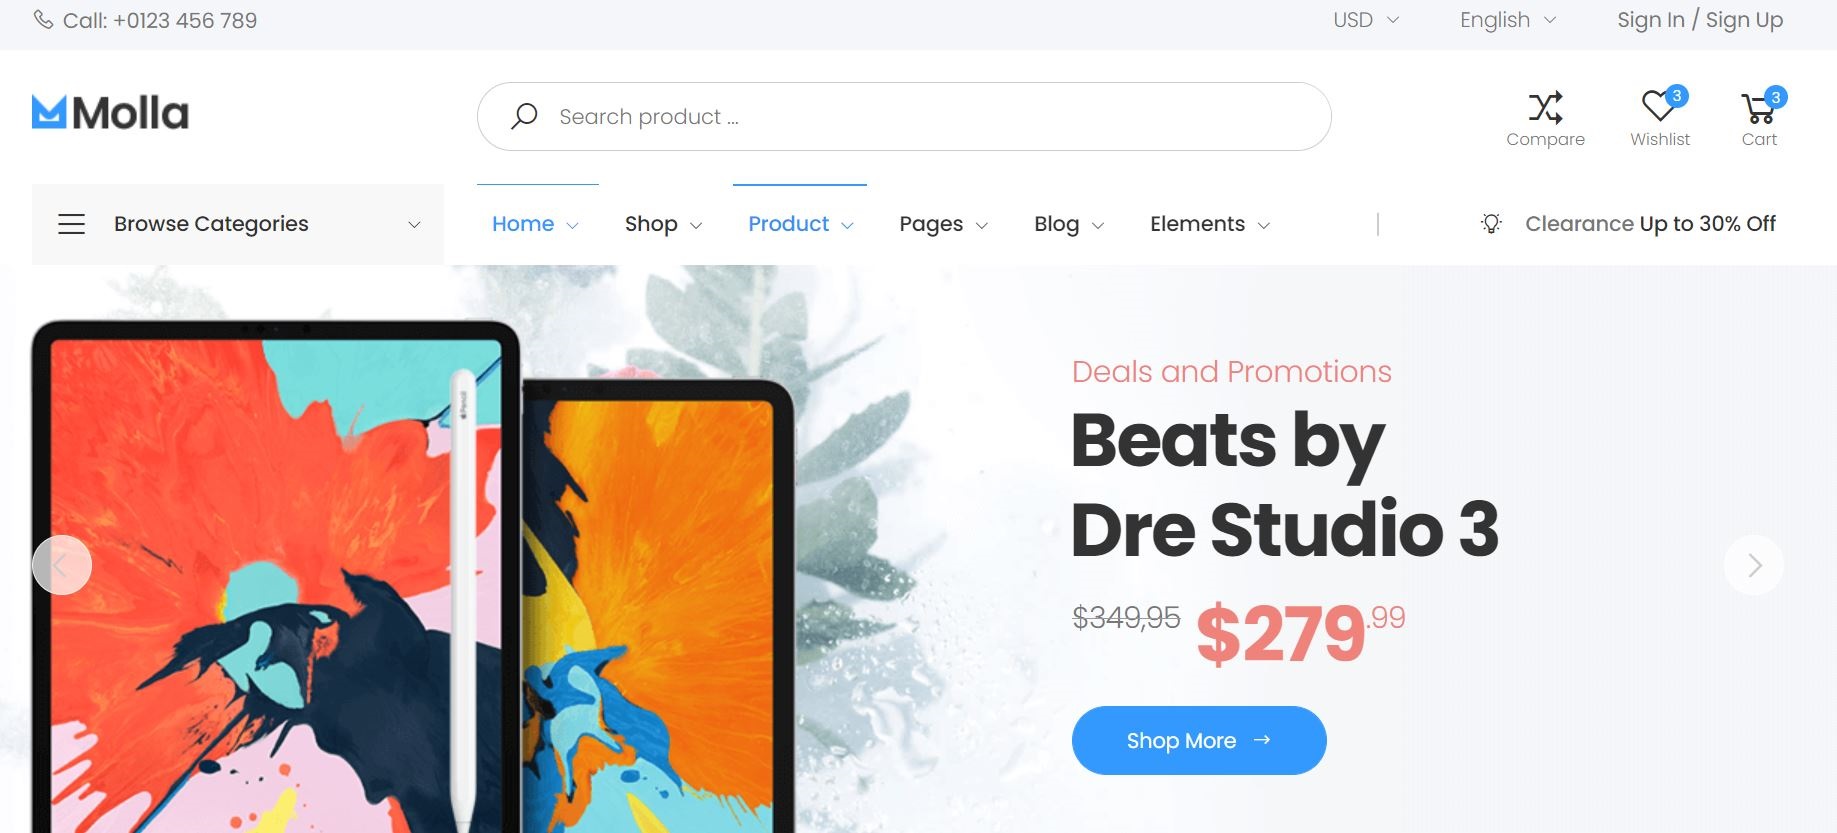 Call: +0123 456 789
USD
English
Sign In / Sign Up
Molla
Search product ...
Compare
3
Wishlist
3
Cart
Browse Categories
Home
Shop
Product
Pages
Blog
Elements
Clearance Up to 30% Off
Pencil
Deals and Promotions
Beats by
Dre Studio 3
$349,95 $279.99
Shop More →